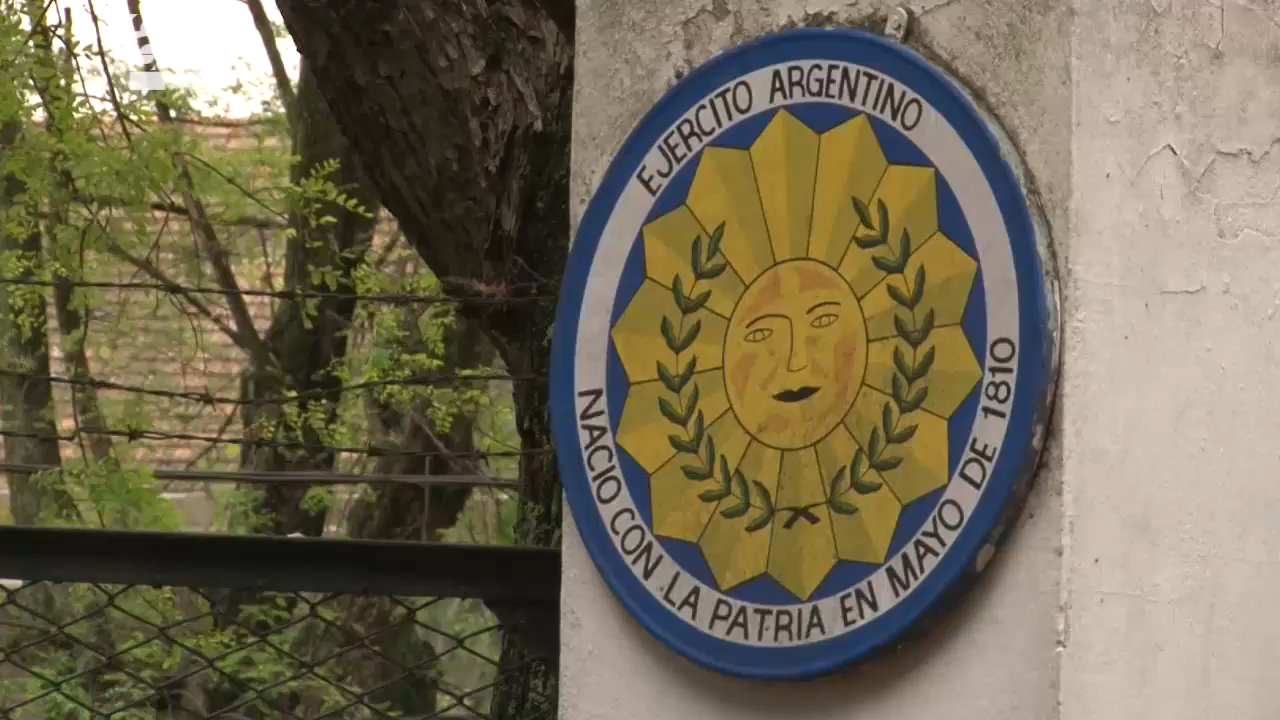 EJERCITO ARGENTINO
NACIO CON LA PATRIA EN MAYO DE 1810